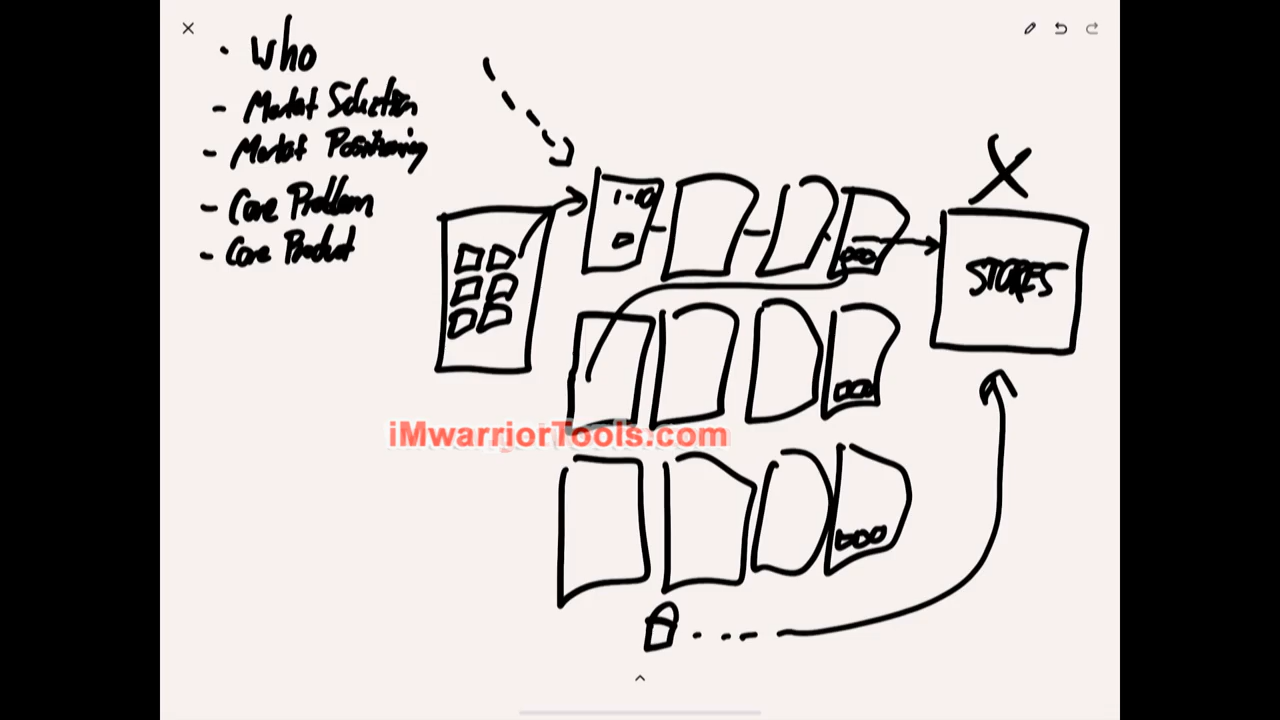 • Who
- Market Selection
- Market Positioning
- Core Problem
- Core Product
1-10
X
STORES
iMwarriorTools.com